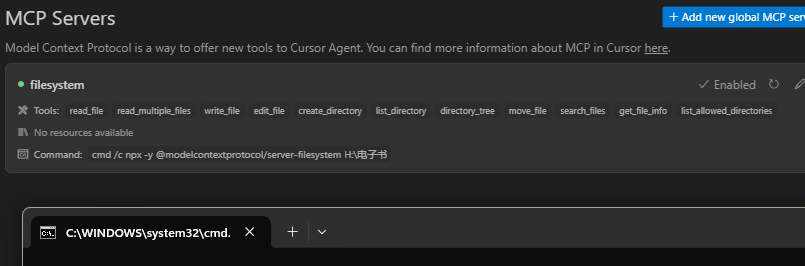 MCP Servers
+ Add new global MCP serv
Model Context Protocol is a way to offer new tools to Cursor Agent. You can find more information about MCP in Cursor here.
filesystem
Enabled
Tools: read_file read_multiple_files write_file edit_file create_directory list_directory directory_tree move_file search_files get_file_info list_allowed_directories
No resources available
Command: cmd /c npx -y @modelcontextprotocol/server-filesystem H:\电子书
C:\WINDOWS\system32\cmd.